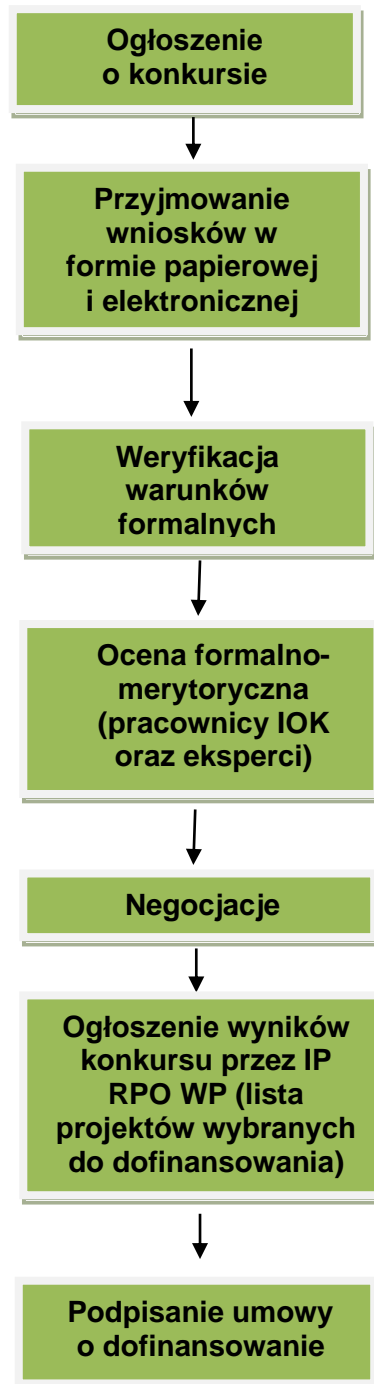 Ogłoszenie
o konkursie
Przyjmowanie
wniosków w
formie papierowej
i elektronicznej
Weryfikacja
warunków
formalnych
Ocena formalno-
merytoryczna
(pracownicy IOK
oraz eksperci)
Negocjacje
Ogłoszenie wyników
konkursu przez IP
RPO WP (lista
projektów wybranych
do dofinansowania)
Podpisanie umowy
o dofinansowanie